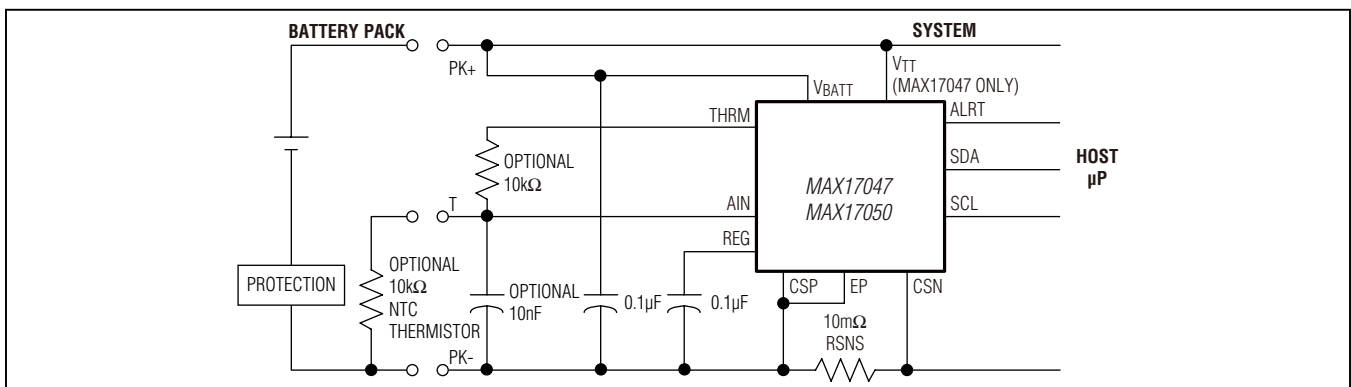 BATTERY PACK
SYSTEM
PK+
VBATT
VTT
(MAX17047 ONLY)
THRM
ALRT
OPTIONAL
10kΩ
SDA
HOST
µP
MAX17047
MAX17050
T
AIN
SCL
REG
PROTECTION
OPTIONAL
10kΩ
NTC
THERMISTOR
OPTIONAL
10nF
0.1µF
0.1µF
CSP
EP
CSN
10mΩ
RSNS
PK-